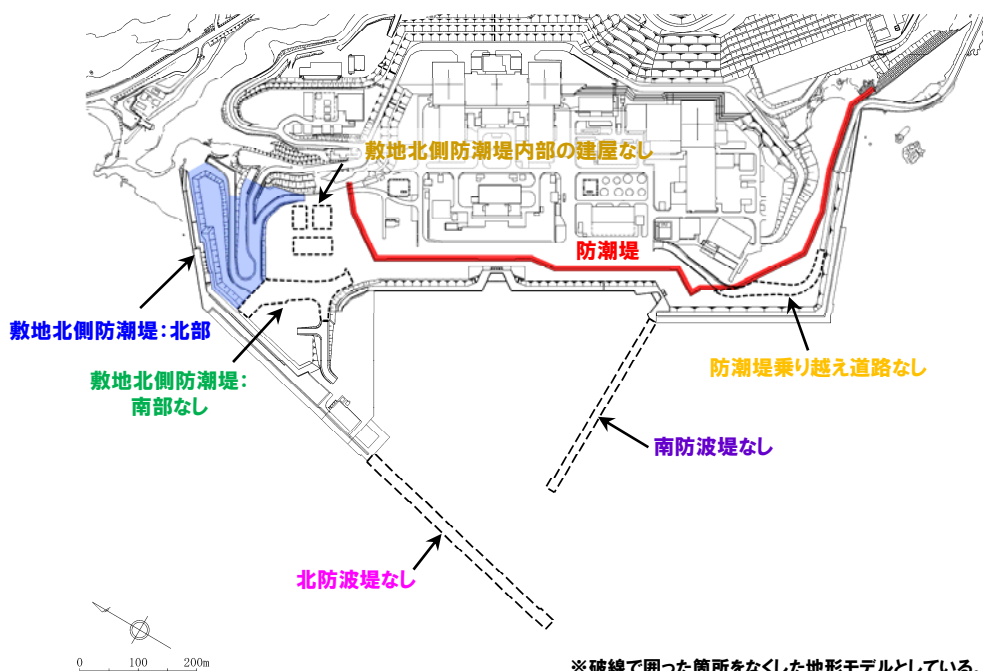 敷地北側防潮堤内部の建屋なし
防潮堤
敷地北側防潮堤：北部
敷地北側防潮堤：
南部なし
防潮堤乗り越え道路なし
南防波堤なし
北防波堤なし
0 100 200m
※破線で囲った箇所をなくした地形モデルとしている。